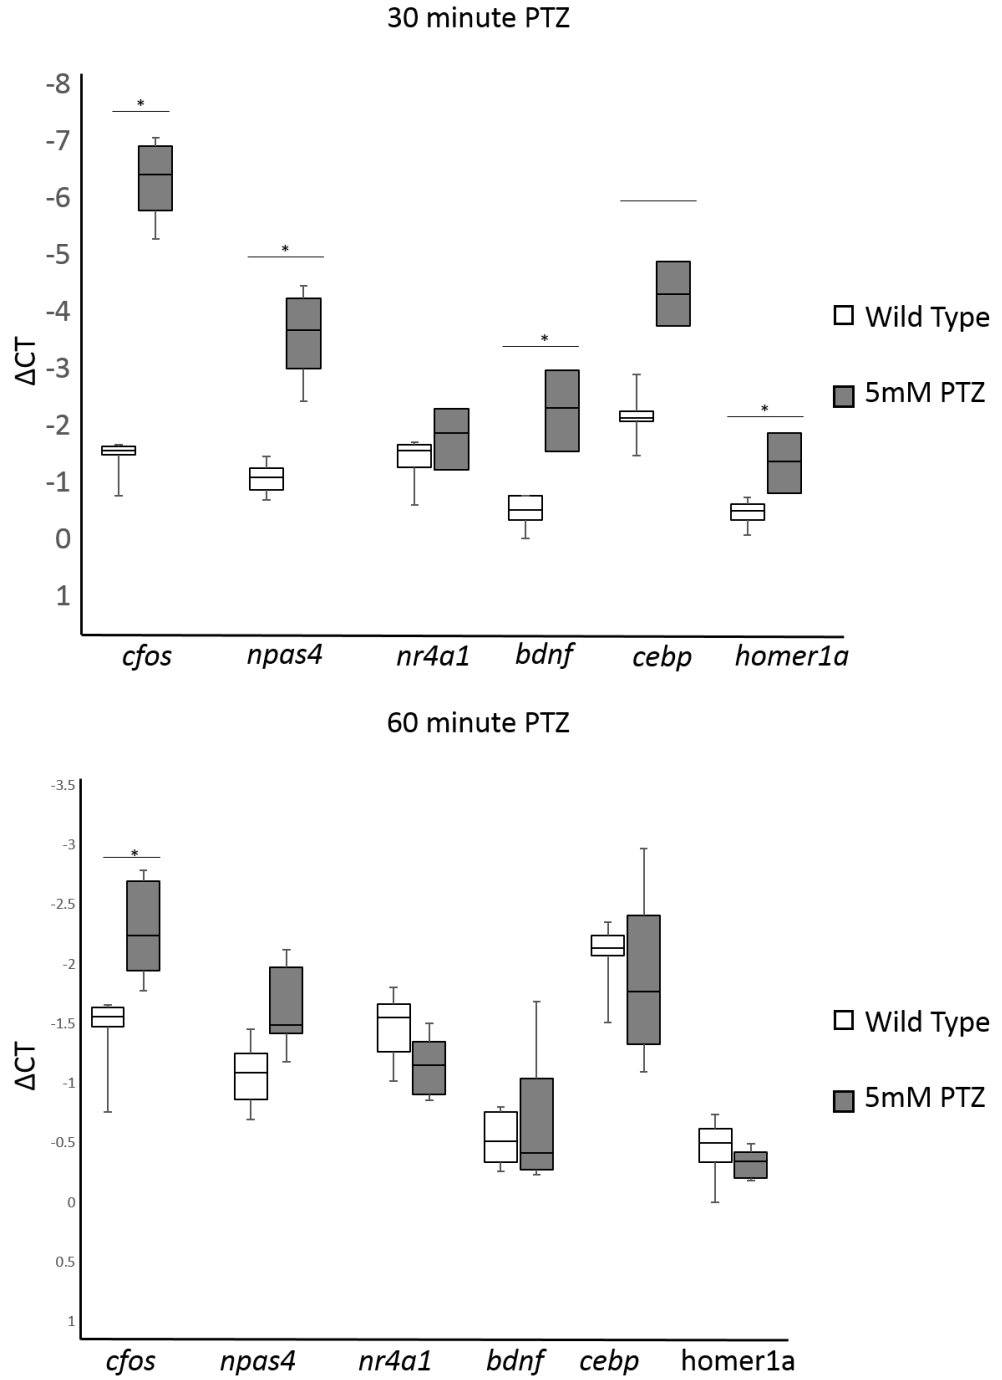 30 minute PTZ
-8
*
-7
-6
-5
*
-4
-3
*
-2
*
-1
0
1
ΔCT
Wild Type
5mM PTZ
cfos npas4 nr4a1 bdnf cebp homer1a
60 minute PTZ
-3.5
-3
*
-2.5
-2
-1.5
-1
-0.5
0
0.5
1
ΔCT
Wild Type
5mM PTZ
cfos npas4 nr4a1 bdnf cebp homer1a